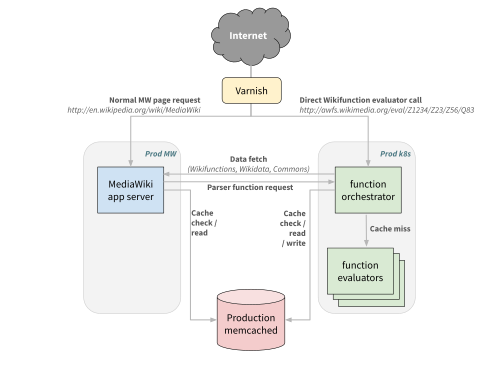 Internet
Varnish
Normal MW page request
http://en.wikipedia.org/wiki/MediaWiki
Direct Wikifunction evaluator call
http://awfs.wikimedia.org/eval/Z1234/Z23/Z56/Q83
Prod MW
Prod k8s
Data fetch
(Wikifunctions, Wikidata, Commons)
MediaWiki
app server
Parser function request
function
orchestrator
Cache
check /
read
Cache
check /
read
/ write
Cache miss
function
evaluators
Production
memcached